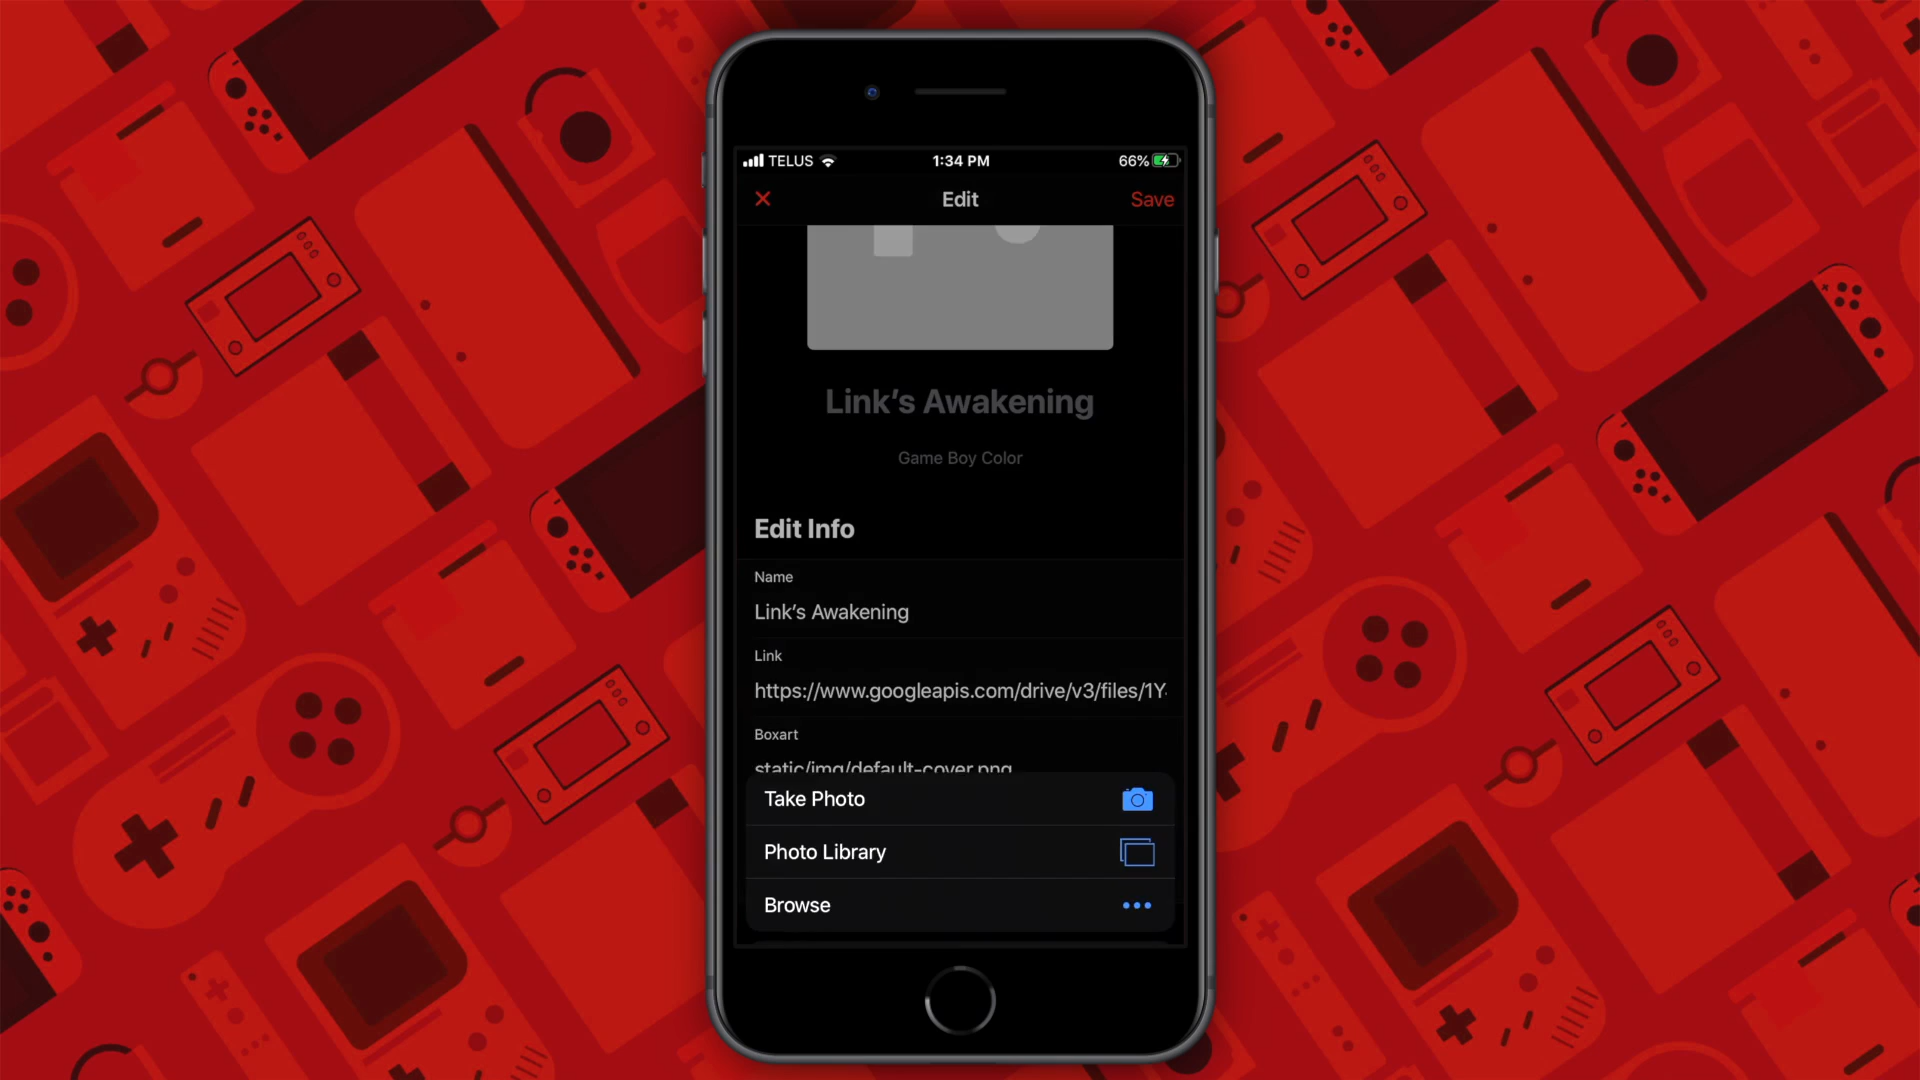 TELUS 1:34 PM 66%
Edit Save
Link's Awakening
Game Boy Color
Edit Info
Name
Link's Awakening
Link
https://www.googleapis.com/drive/v3/files/1Y
Boxart
static/img/default-cover.png
Take Photo
Photo Library
Browse